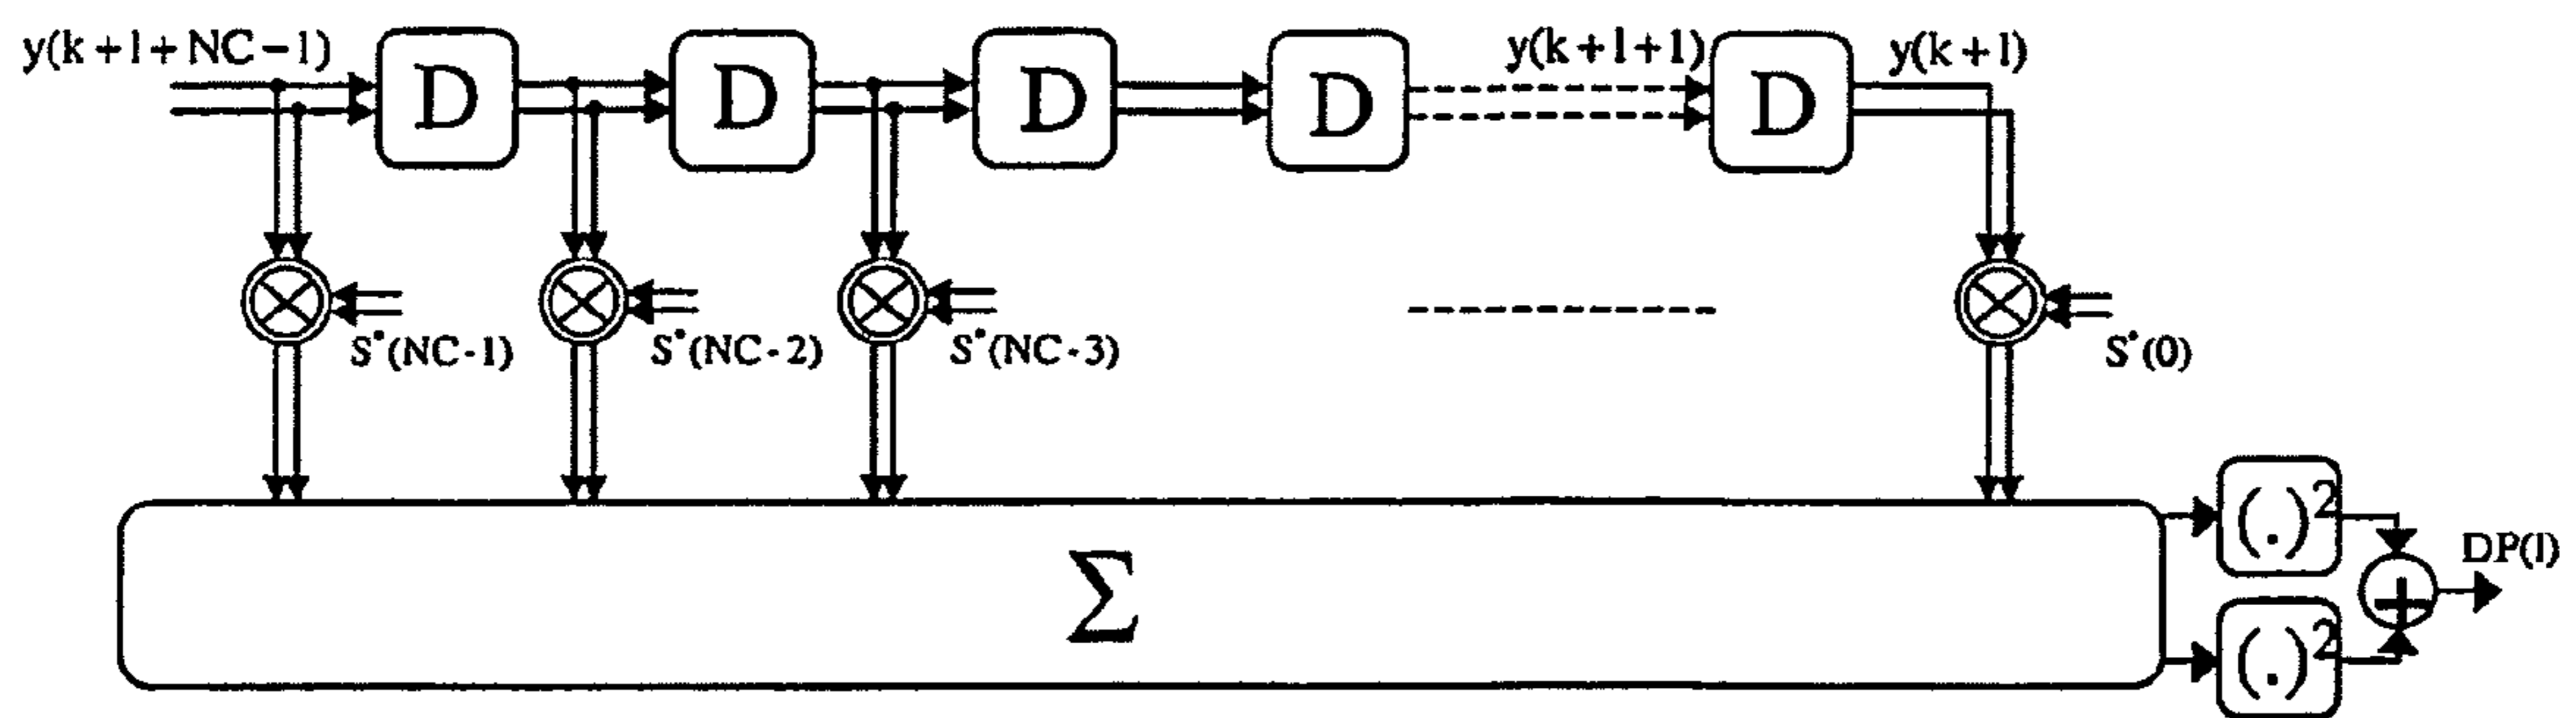 y(k+l+NC-1)
D
D
D
D
y(k+l+1)
D
y(k+l)
S*(NC-1)
S*(NC-2)
S*(NC-3)
S*(0)
Σ
(.)²
(.)²
+
DP(l)